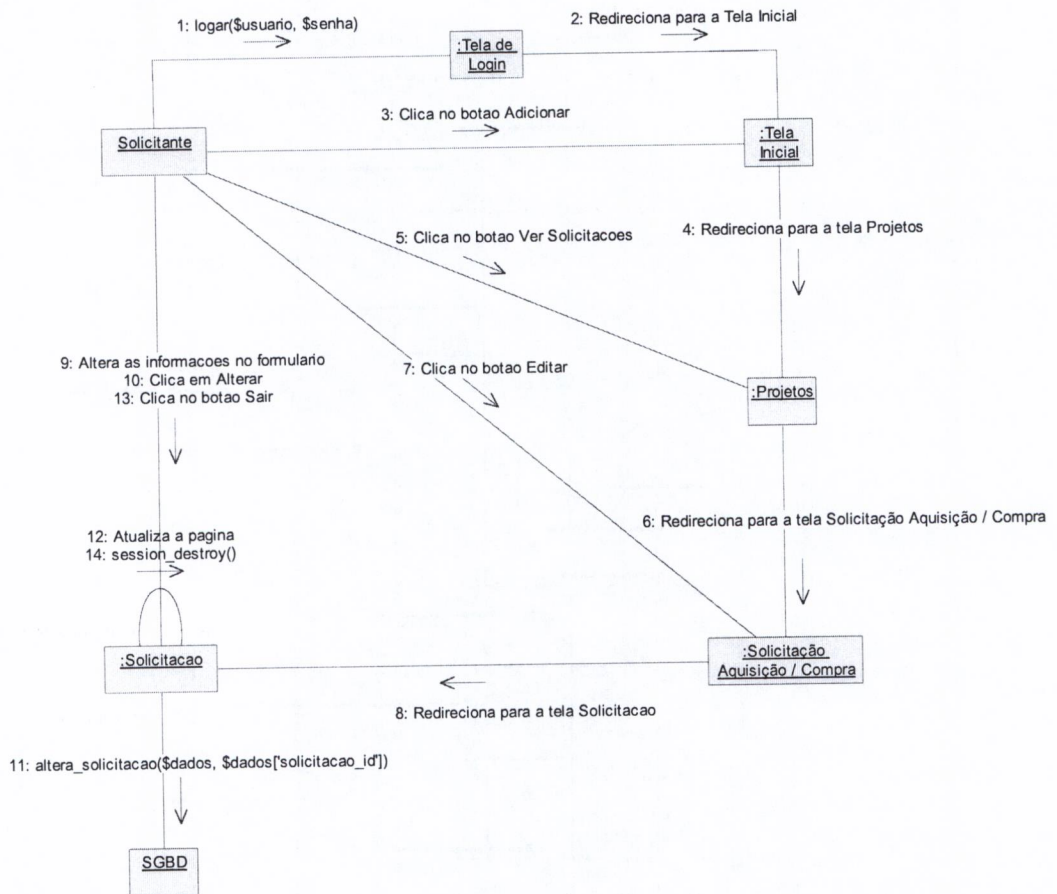 1: logar($usuario, $senha)
2: Redireciona para a Tela Inicial
:Tela de
Login
3: Clica no botao Adicionar
Solicitante
:Tela
Inicial
5: Clica no botao Ver Solicitacoes
4: Redireciona para a tela Projetos
9: Altera as informacoes no formulario
10: Clica em Alterar
13: Clica no botao Sair
7: Clica no botao Editar
:Projetos
6: Redireciona para a tela Solicitação Aquisição / Compra
12: Atualiza a pagina
14: session_destroy()
:Solicitacao
:Solicitação
Aquisição / Compra
8: Redireciona para a tela Solicitacao
11: altera_solicitacao($dados, $dados['solicitacao_id'])
SGBD